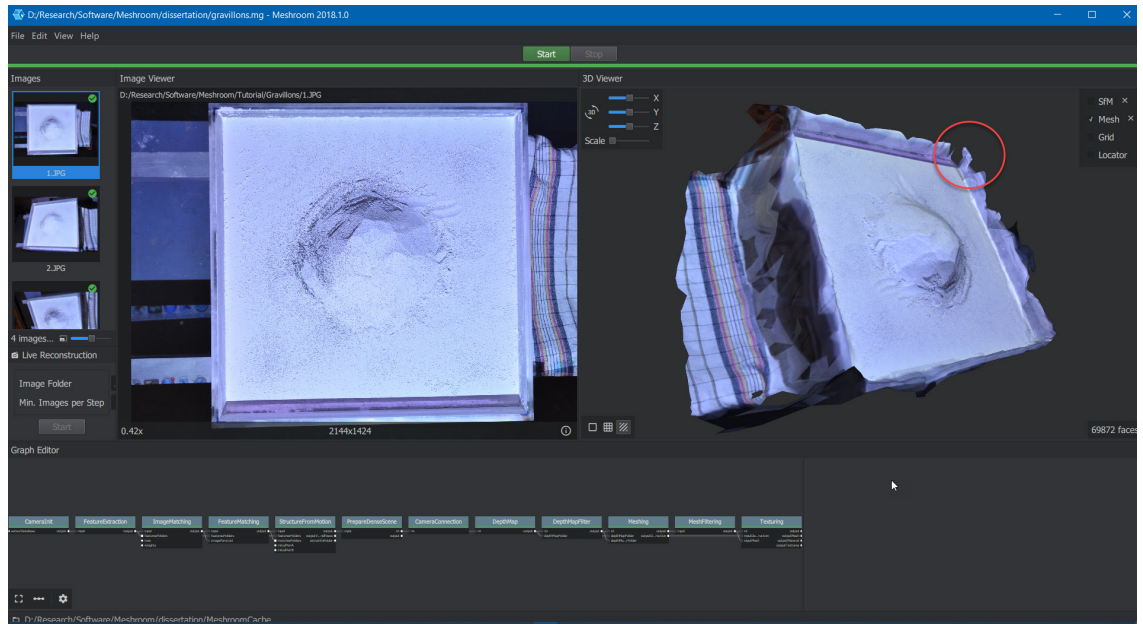 D:/Research/Software/Meshroom/dissertation/gravillons.mg - Meshroom 2018.1.0
File Edit View Help
Start Stop
Images
Image Viewer
3D Viewer
D:/Research/Software/Meshroom/Tutorial/Gravillons/1.JPG
1.JPG
2.JPG
4 images...
Live Reconstruction
Image Folder
Min. Images per Step
Start
0.42x
2144x1424
3D
X
Y
Z
Scale
SfM
Mesh
Grid
Locator
69872 faces
Graph Editor
CameraInit FeatureExtraction ImageMatching FeatureMatching StructureFromMotion PrepareDenseScene CameraConnection DepthMap DepthMapFilter Meshing MeshFiltering Texturing
D:/Research/Software/Meshroom/dissertation/MeshroomCache